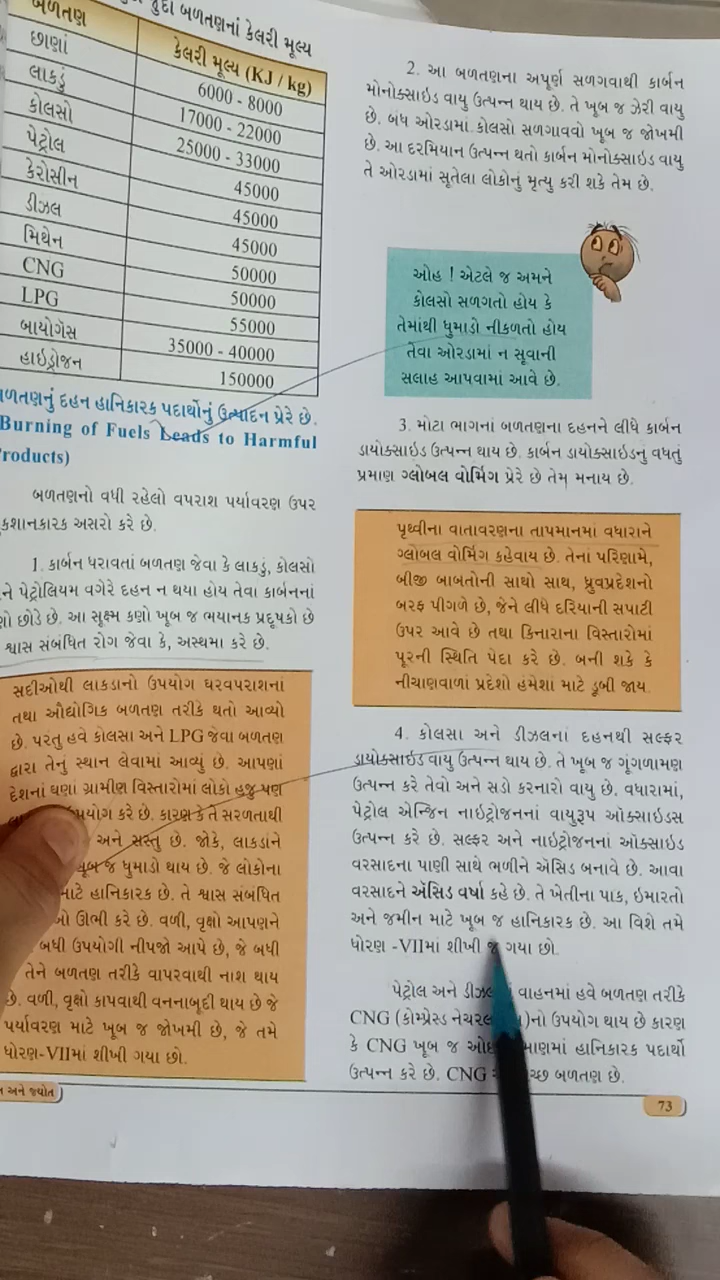 બળતણનાં કેલરી મૂલ્ય
બળતણ
કેલરી મૂલ્ય (KJ / kg)
છાણાં
6000 - 8000
લાકડું
17000 - 22000
કોલસો
25000 - 33000
પેટ્રોલ
45000
કેરોસીન
45000
ડીઝલ
45000
મિથેન
50000
CNG
50000
LPG
55000
બાયોગેસ
35000 - 40000
હાઇડ્રોજન
150000
દહન હાનિકારક પદાર્થોનું ઉત્પાદન પ્રેરે છે.
Burning of Fuels Leads to Harmful
roducts)
બળતણનો વધી રહેલો વપરાશ પર્યાવરણ ઉપર
કશાનકારક અસરો કરે છે.
1. કાર્બન ધરાવતાં બળતણ જેવા કે લાકડું, કોલસો
ને પેટ્રોલિયમ વગેરે દહન ન થયા હોય તેવા કાર્બનનાં
ણો છોડે છે. આ સૂક્ષ્મ કણો ખૂબ જ ભયાનક પ્રદૂષકો છે
શ્વાસ સંબંધિત રોગ જેવા કે, અસ્થમા કરે છે.
સદીઓથી લાકડાનો ઉપયોગ ઘરવપરાશનાં
તથા ઔદ્યોગિક બળતણ તરીકે થતો આવ્યો
છે. પરંતુ હવે કોલસા અને LPG જેવા બળતણ
દ્વારા તેનું સ્થાન લેવામાં આવ્યું છે. આપણાં
દેશનાં ઘણાં ગ્રામીણ વિસ્તારોમાં લોકો હજુ પણ
પયોગ કરે છે. કારણ કે તે સરળતાથી
અને સસ્તુ છે. જોકે, લાકડાંને
ખૂબ જ ધુમાડો થાય છે. જે લોકોના
માટે હાનિકારક છે. તે શ્વાસ સંબંધિત
ઓ ઊભી કરે છે. વળી, વૃક્ષો આપણને
બધી ઉપયોગી નીપજો આપે છે, જે બધી
તેને બળતણ તરીકે વાપરવાથી નાશ થાય
છે. વળી, વૃક્ષો કાપવાથી વનનાબૂદી થાય છે જે
પર્યાવરણ માટે ખૂબ જ જોખમી છે, જે તમે
ધોરણ-VIIમાં શીખી ગયા છો.
અને જ્યોત
2. આ બળતણના અપૂર્ણ સળગવાથી કાર્બન
મોનોક્સાઇડ વાયુ ઉત્પન્ન થાય છે. તે ખૂબ જ ઝેરી વાયુ
છે. બંધ ઓરડામાં કોલસો સળગાવવો ખૂબ જ જોખમી
છે. આ દરમિયાન ઉત્પન્ન થતો કાર્બન મોનોક્સાઇડ વાયુ
તે ઓરડામાં સૂતેલા લોકોનું મૃત્યુ કરી શકે તેમ છે.
ઓહ ! એટલે જ અમને
કોલસો સળગતો હોય કે
તેમાંથી ધુમાડો નીકળતો હોય
તેવા ઓરડામાં ન સૂવાની
સલાહ આપવામાં આવે છે.
3. મોટા ભાગનાં બળતણના દહનને લીધે કાર્બન
ડાયોક્સાઇડ ઉત્પન્ન થાય છે. કાર્બન ડાયોક્સાઇડનુ વધતું
પ્રમાણ ગ્લોબલ વોર્મિંગ પ્રેરે છે તેમ મનાય છે.
પૃથ્વીના વાતાવરણના તાપમાનમાં વધારાને
ગ્લોબલ વોર્મિંગ કહેવાય છે. તેનાં પરિણામે,
બીજી બાબતોની સાથો સાથ, ધ્રુવપ્રદેશનો
બરફ પીગળે છે, જેને લીધે દરિયાની સપાટી
ઉપર આવે છે તથા કિનારાના વિસ્તારોમાં
પૂરની સ્થિતિ પેદા કરે છે. બની શકે કે
નીચાણવાળાં પ્રદેશો હંમેશાં માટે ડૂબી જાય.
4. કોલસા અને ડીઝલનાં દહનથી સલ્ફર
ડાયોક્સાઈડ વાયુ ઉત્પન્ન થાય છે. તે ખૂબ જ ગૂંગળામણ
ઉત્પન્ન કરે તેવો અને સડો કરનારો વાયુ છે. વધારામાં,
પેટ્રોલ એન્જિન નાઇટ્રોજનનાં વાયુરૂપ ઑક્સાઇડસ
ઉત્પન્ન કરે છે. સલ્ફર અને નાઇટ્રોજનનાં ઑક્સાઇડ
વરસાદના પાણી સાથે ભળીને ઍસિડ બનાવે છે. આવા
વરસાદને ઍસિડ વર્ષા કહે છે. તે ખેતીના પાક, ઇમારતો
અને જમીન માટે ખૂબ જ હાનિકારક છે. આ વિશે તમે
ધોરણ -VIIમાં શીખી જ ગયા છો.
પેટ્રોલ અને ડીઝલ વાહનમાં હવે બળતણ તરીકે
CNG (કોમ્પ્રેસ્ડ નેચરલ )નો ઉપયોગ થાય છે કારણ
કે CNG ખૂબ જ માણમાં હાનિકારક પદાર્થો
ઉત્પન્ન કરે છે. CNG ચ્છ બળતણ છે.
73